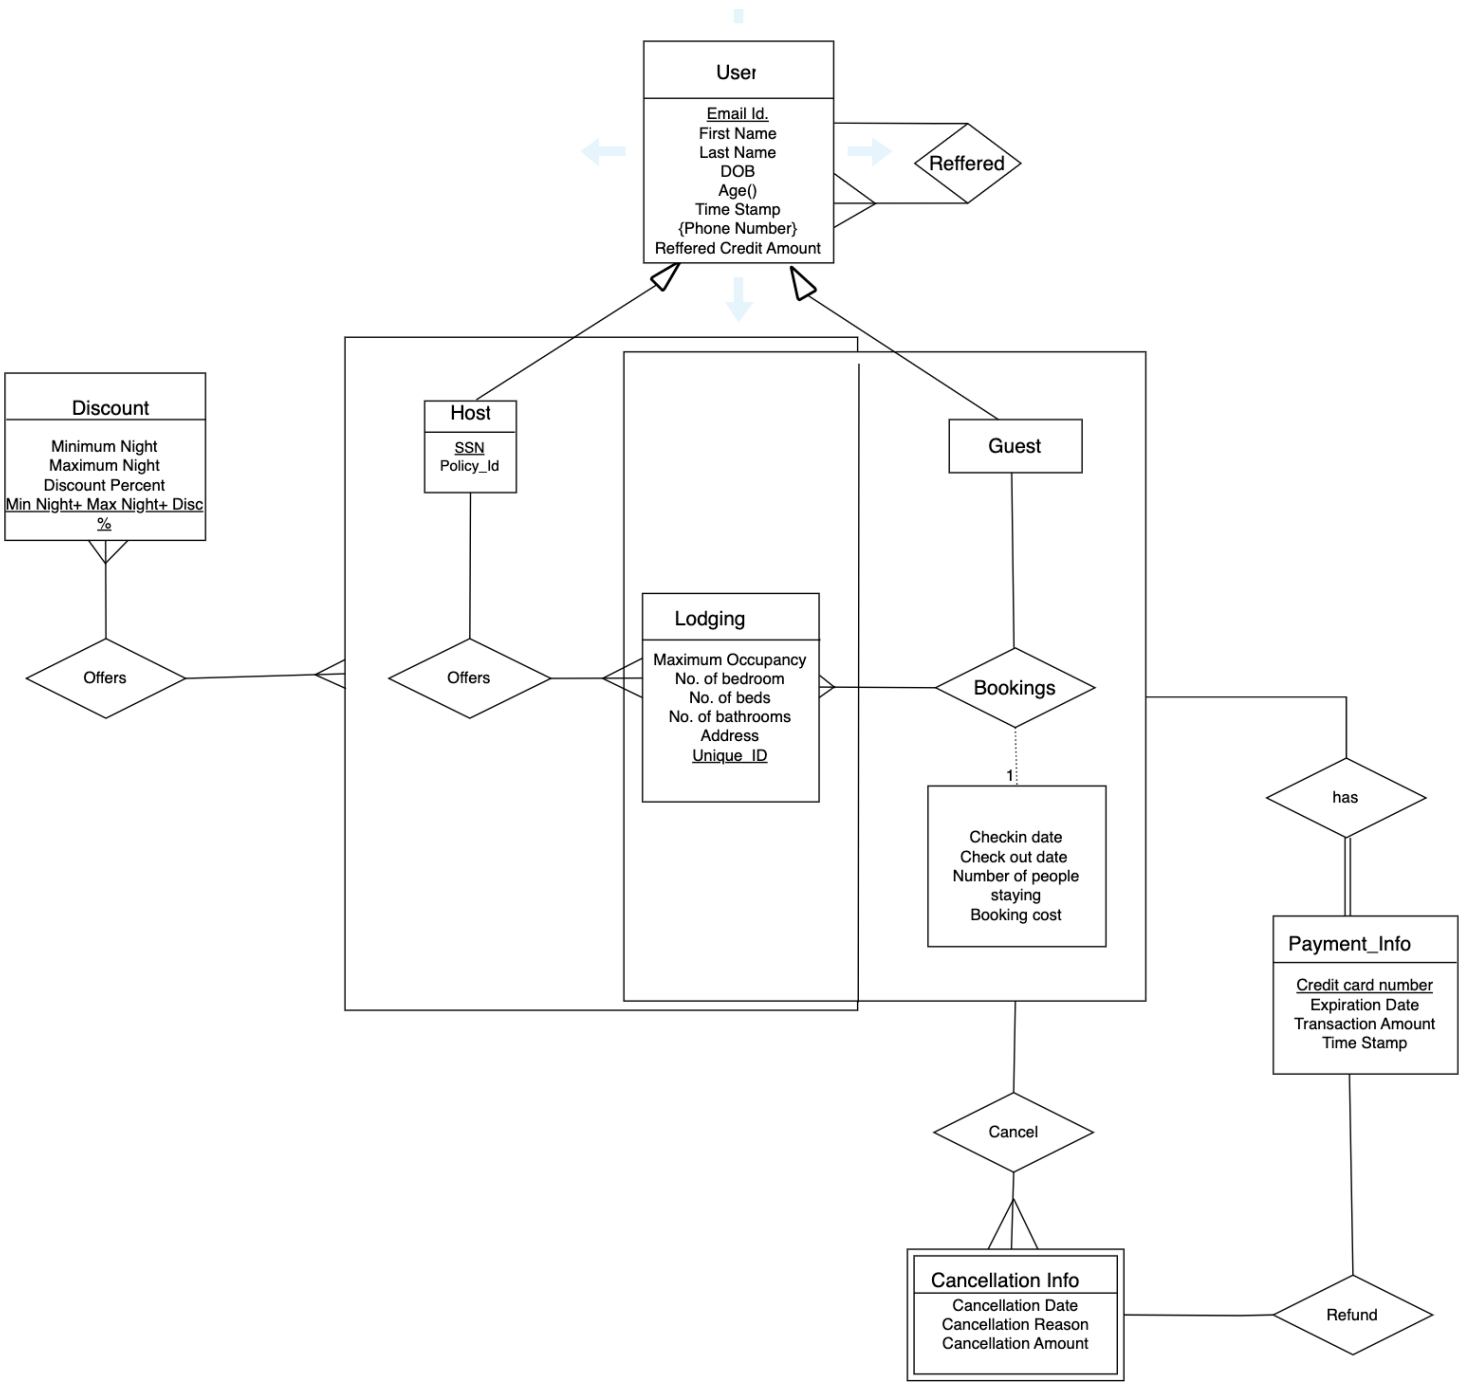 User
Email Id.
First Name
Last Name
DOB
Age()
Time Stamp
{Phone Number}
Reffered Credit Amount
Reffered
Discount
Minimum Night
Maximum Night
Discount Percent
Min Night+ Max Night+ Disc
%
Host
SSN
Policy_Id
Guest
Offers
Offers
Lodging
Maximum Occupancy
No. of bedroom
No. of beds
No. of bathrooms
Address
Unique_ID
Bookings
1
Checkin date
Check out date
Number of people
staying
Booking cost
has
Payment_Info
Credit card number
Expiration Date
Transaction Amount
Time Stamp
Cancel
Cancellation Info
Cancellation Date
Cancellation Reason
Cancellation Amount
Refund